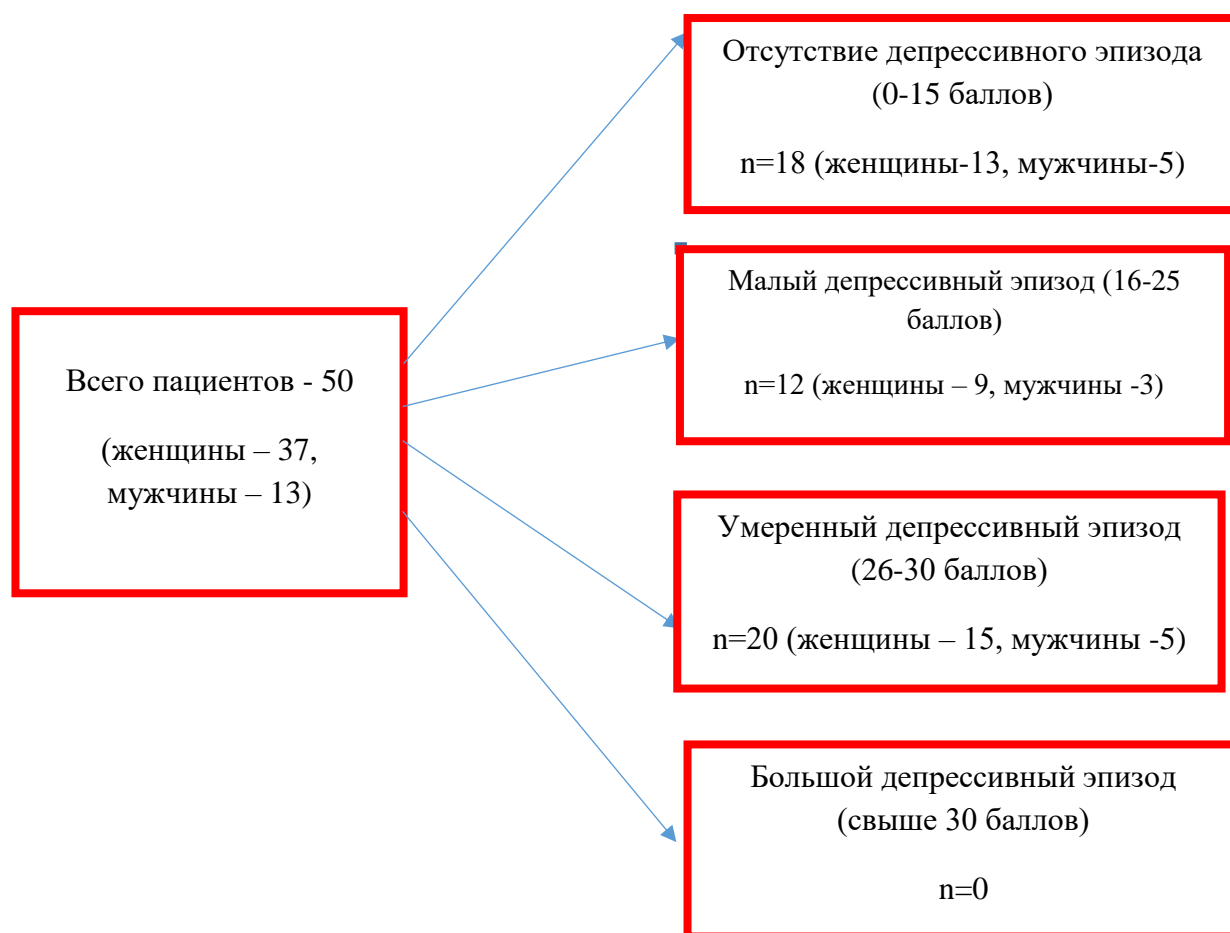 Отсутствие депрессивного эпизода
(0-15 баллов)
n=18 (женщины-13, мужчины-5)
Малый депрессивный эпизод (16-25
баллов)
n=12 (женщины – 9, мужчины -3)
Всего пациентов - 50
(женщины – 37,
мужчины – 13)
Умеренный депрессивный эпизод
(26-30 баллов)
n=20 (женщины – 15, мужчины -5)
Большой депрессивный эпизод
(свыше 30 баллов)
n=0